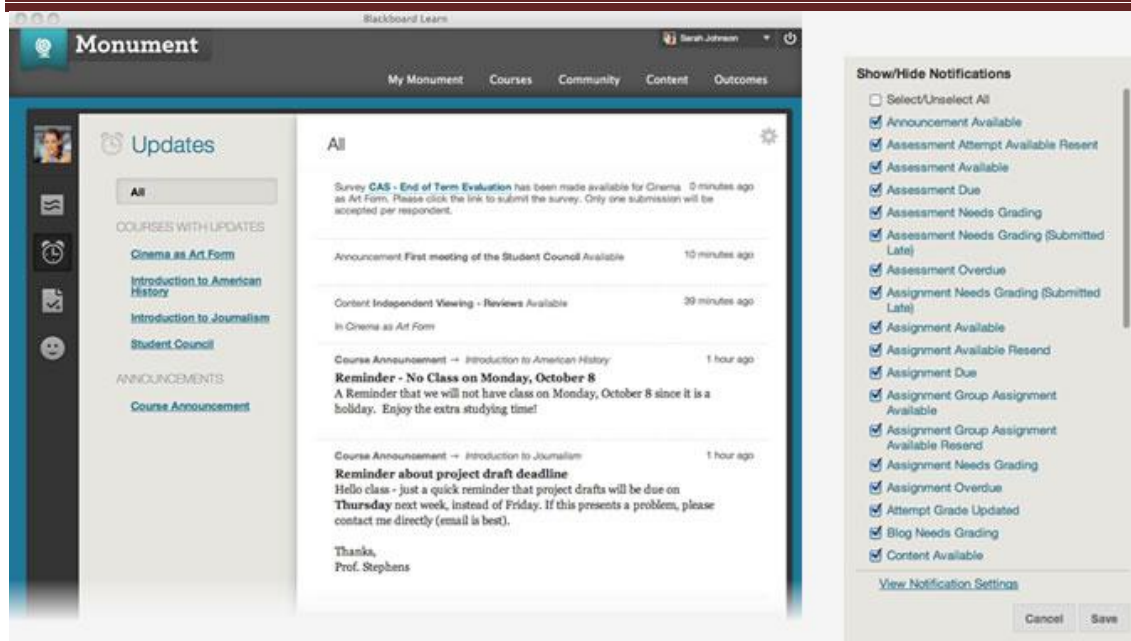 Blackboard Learn
Monument
Sarah Johnson
My Monument Courses Community Content Outcomes
Updates
All
COURSES WITH UPDATES
Cinema as Art Form
Introduction to American
History
Introduction to Journalism
Student Council
ANNOUNCEMENTS
Course Announcement
All
Survey CAS - End of Term Evaluation has been made available for Cinema 0 minutes ago
as Art Form. Please click the link to submit the survey. Only one submission will be
accepted per respondent.
Announcement First meeting of the Student Council Available 10 minutes ago
Content Independent Viewing - Reviews Available 39 minutes ago
In Cinema as Art Form
Course Announcement → Introduction to American History 1 hour ago
Reminder - No Class on Monday, October 8
A Reminder that we will not have class on Monday, October 8 since it is a
holiday. Enjoy the extra studying time!
Course Announcement → Introduction to Journalism 1 hour ago
Reminder about project draft deadline
Hello class - just a quick reminder that project drafts will be due on
Thursday next week, instead of Friday. If this presents a problem, please
contact me directly (email is best).
Thanks,
Prof. Stephens
Show/Hide Notifications
Select/Unselect All
Announcement Available
Assessment Attempt Available Resent
Assessment Available
Assessment Due
Assessment Needs Grading
Assessment Needs Grading (Submitted
Late)
Assessment Overdue
Assignment Needs Grading (Submitted
Late)
Assignment Available
Assignment Available Resend
Assignment Due
Assignment Group Assignment
Available
Assignment Group Assignment
Available Resend
Assignment Needs Grading
Assignment Overdue
Attempt Grade Updated
Blog Needs Grading
Content Available
View Notification Settings
Cancel Save